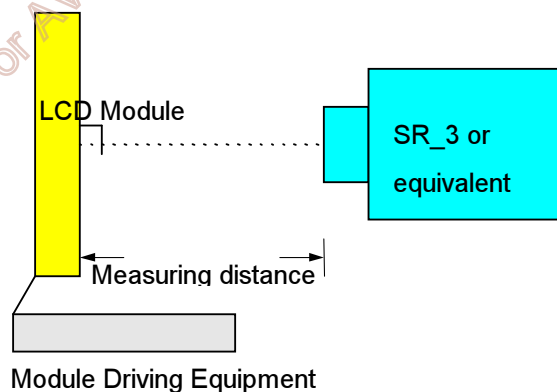 LCD Module
SR_3 or
equivalent
Measuring distance
Module Driving Equipment